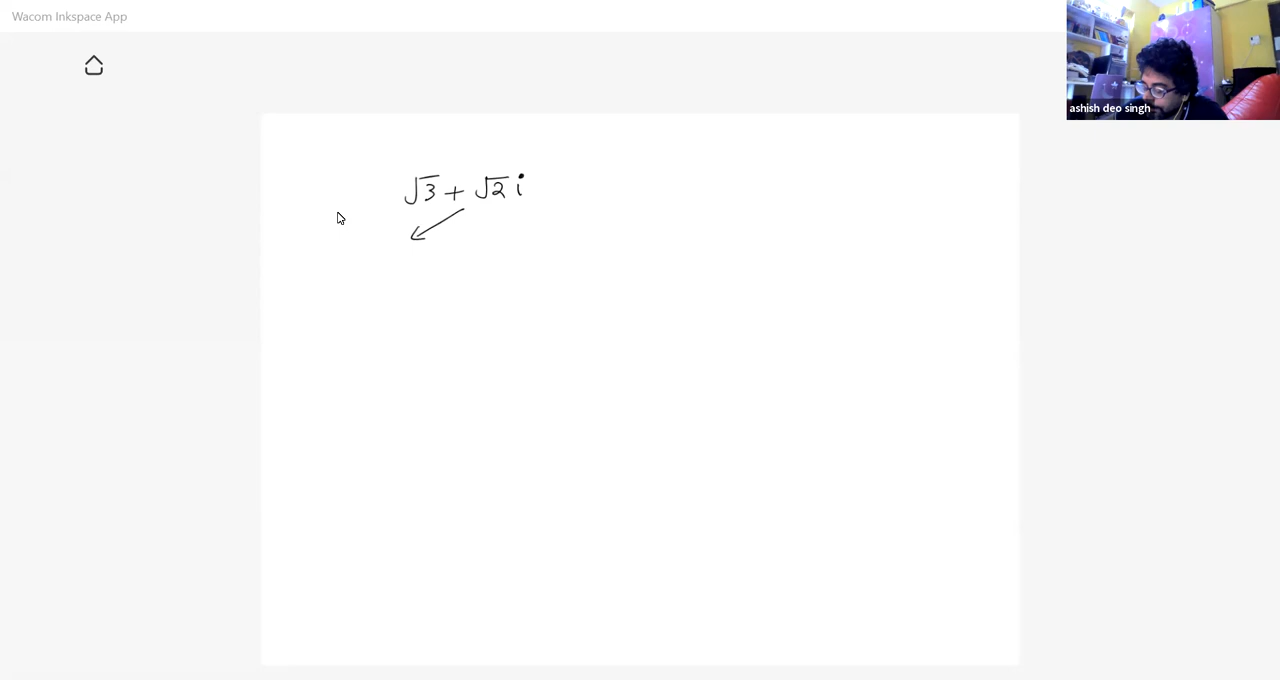 Wacom Inkspace App
ashish deo singh
√3 + √2 i